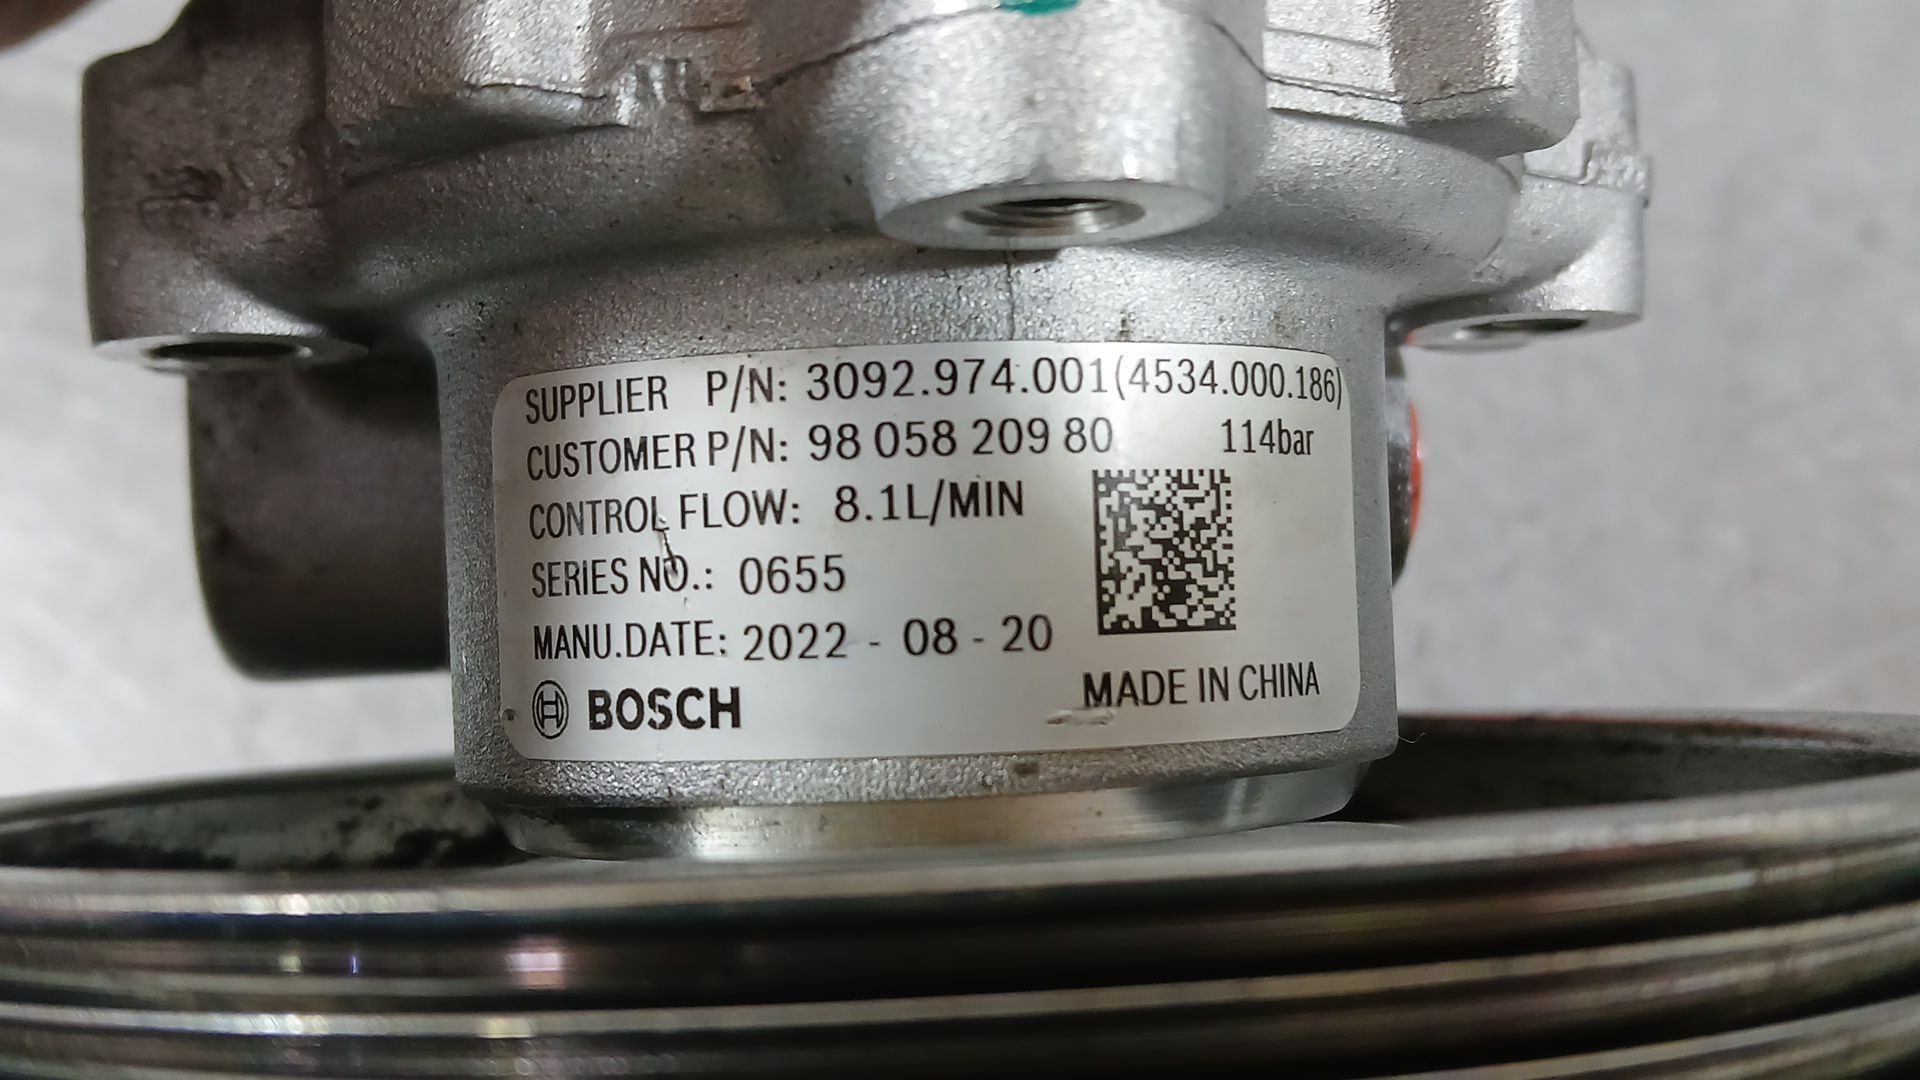 SUPPLIER P/N: 3092.974.001(4534.000.186)
CUSTOMER P/N: 98 058 209 80 114bar
CONTROL FLOW: 8.1L/MIN
SERIES NO.: 0655
MANU.DATE: 2022 - 08 - 20
BOSCH MADE IN CHINA